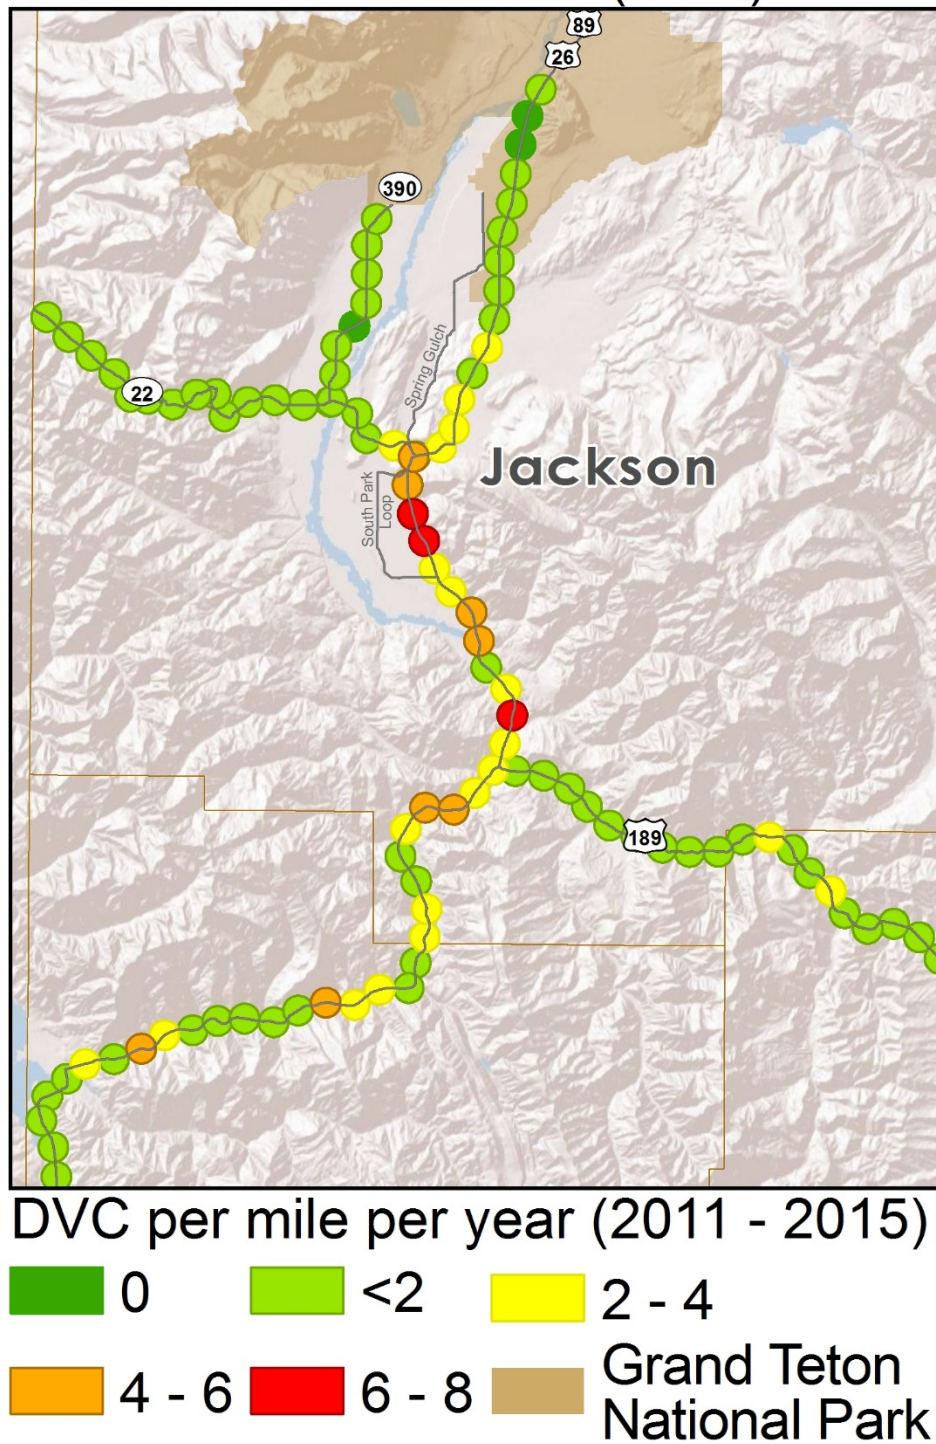 89
26
390
Spring Gulch
22
Jackson
South Park
Loop
189
DVC per mile per year (2011 - 2015)
0
<2
2 - 4
4 - 6
6 - 8
Grand Teton
National Park